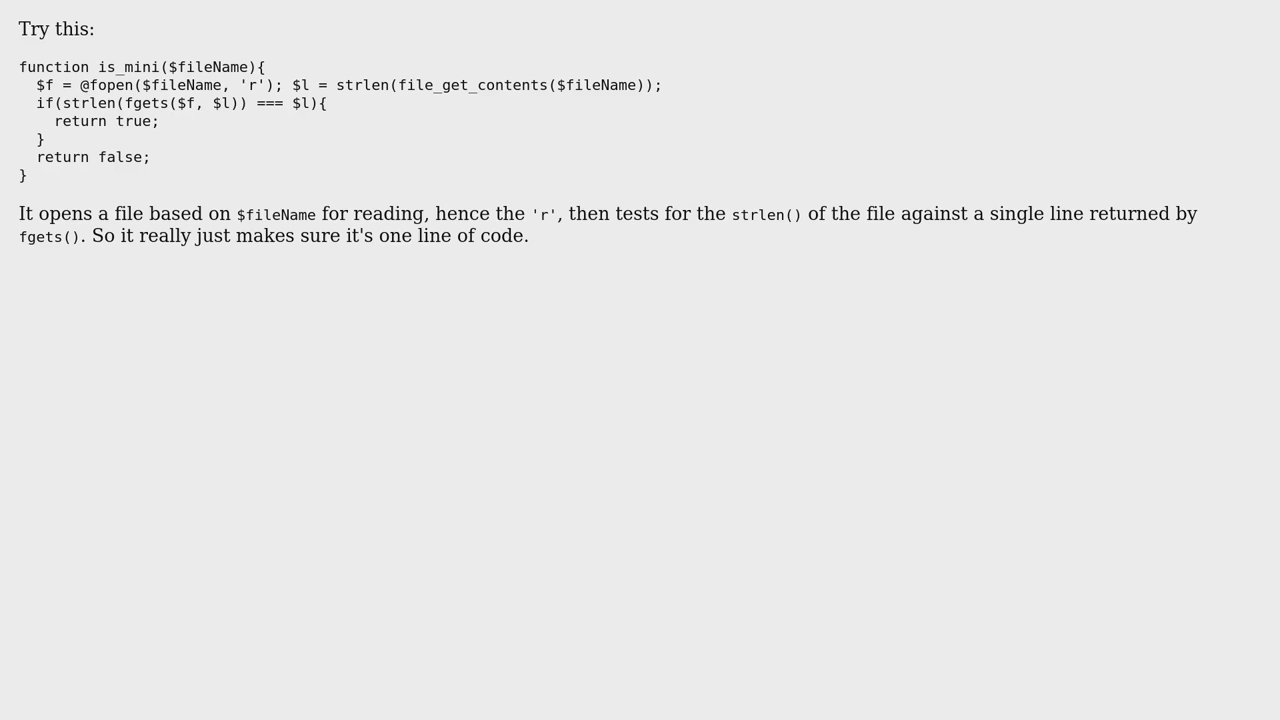 Try this:
function is_mini($fileName){
  $f = @fopen($fileName, 'r'); $l = strlen(file_get_contents($fileName));
  if(strlen(fgets($f, $l)) === $l){
    return true;
  }
  return false;
}
It opens a file based on $fileName for reading, hence the 'r', then tests for the strlen() of the file against a single line returned by
fgets(). So it really just makes sure it's one line of code.